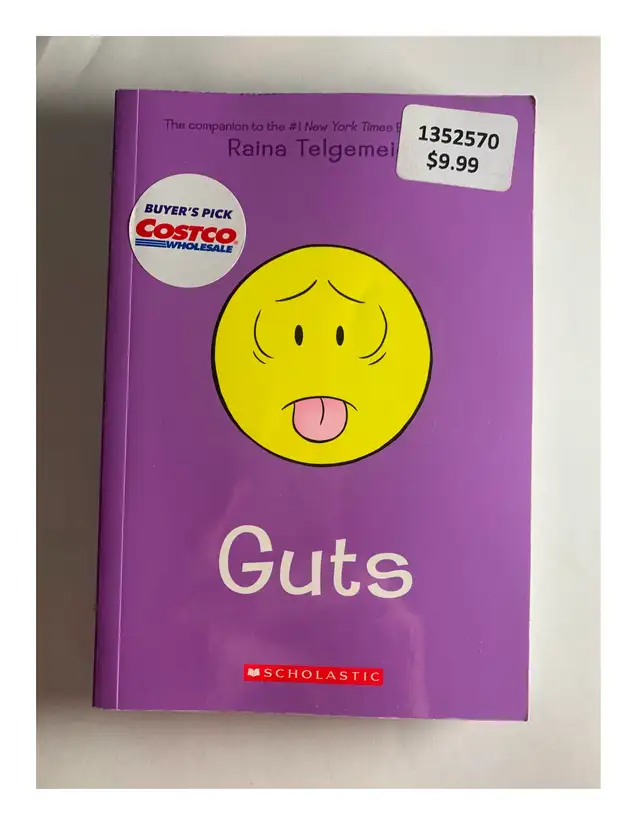 The companion to the #1 New York Times
Raina Telgemei
1352570
$9.99
BUYER'S PICK
COSTCO
WHOLESALE
Guts
SCHOLASTIC